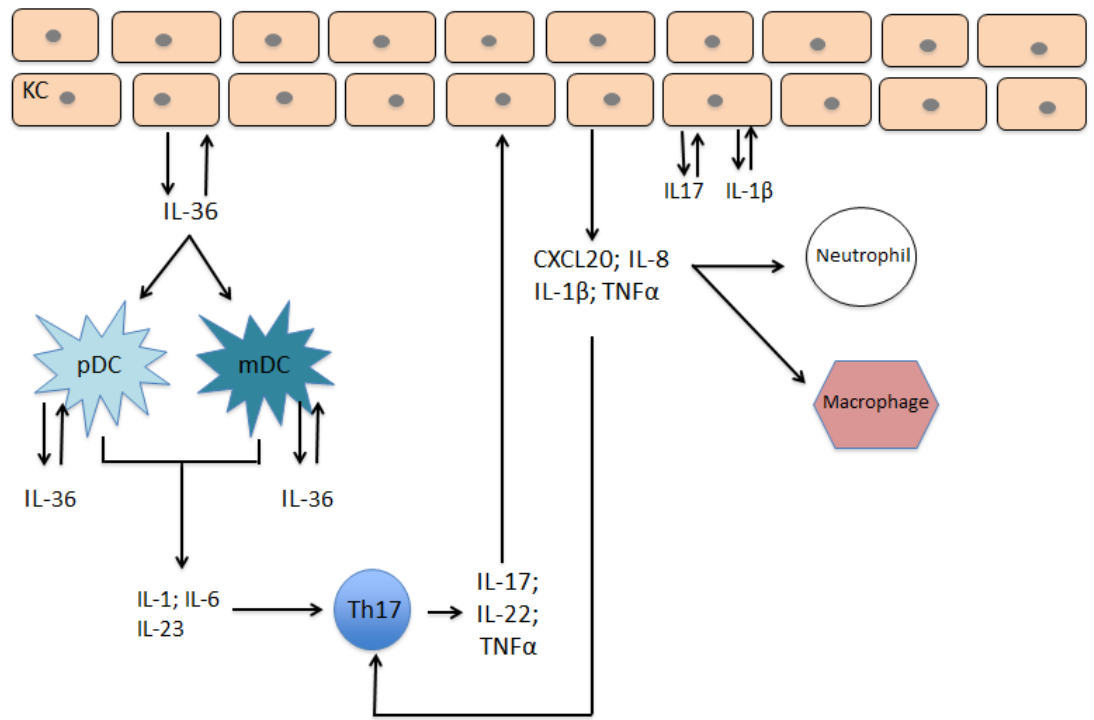 KC
IL-36
IL17
IL-1β
CXCL20; IL-8
IL-1β; TNFα
Neutrophil
pDC
mDC
Macrophage
IL-36
IL-36
IL-1; IL-6
IL-23
Th17
IL-17;
IL-22;
TNFα